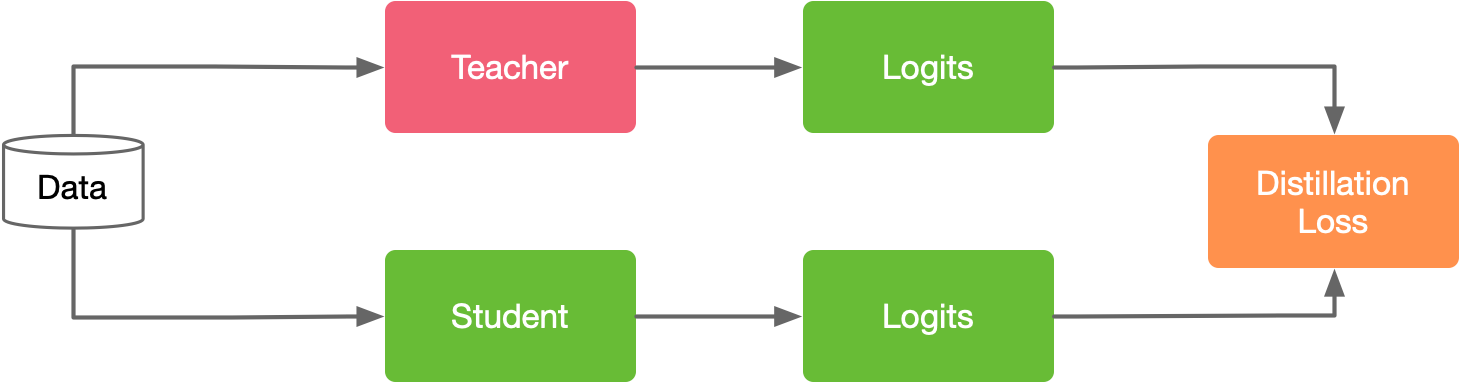 Teacher
Logits
Data
Distillation
Loss
Student
Logits